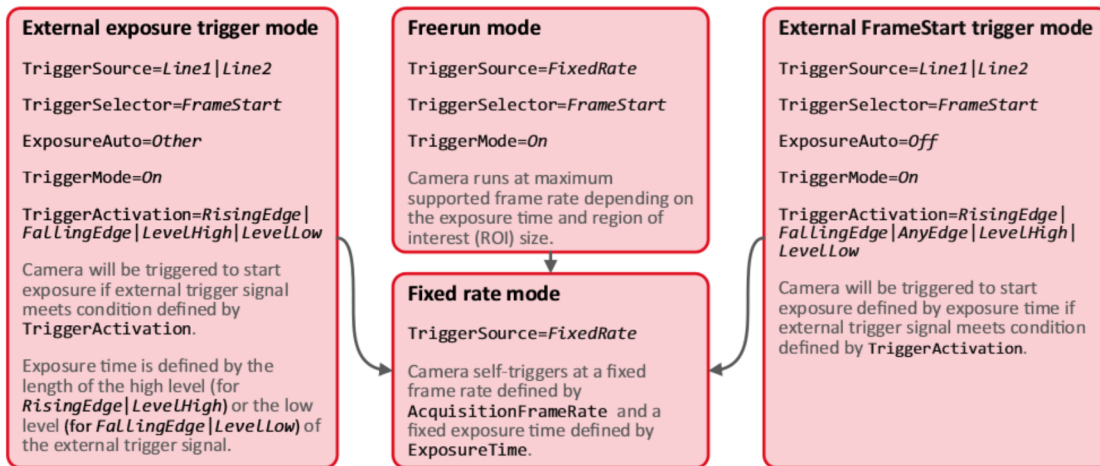 External exposure trigger mode
TriggerSource=Line1|Line2
TriggerSelector=FrameStart
ExposureAuto=Other
TriggerMode=On
TriggerActivation=RisingEdge|
FallingEdge|LevelHigh|LevelLow
Camera will be triggered to start
exposure if external trigger signal
meets condition defined by
TriggerActivation.
Exposure time is defined by the
length of the high level (for
RisingEdge|LevelHigh) or the low
level (for FallingEdge|LevelLow) of
the external trigger signal.
Freerun mode
TriggerSource=FixedRate
TriggerSelector=FrameStart
TriggerMode=On
Camera runs at maximum
supported frame rate depending on
the exposure time and region of
interest (ROI) size.
Fixed rate mode
TriggerSource=FixedRate
Camera self-triggers at a fixed
frame rate defined by
AcquisitionFrameRate and a
fixed exposure time defined by
ExposureTime.
External FrameStart trigger mode
TriggerSource=Line1|Line2
TriggerSelector=FrameStart
ExposureAuto=Off
TriggerMode=On
TriggerActivation=RisingEdge|
FallingEdge|AnyEdge|LevelHigh|
LevelLow
Camera will be triggered to start
exposure defined by exposure time if
external trigger signal meets condition
defined by TriggerActivation.